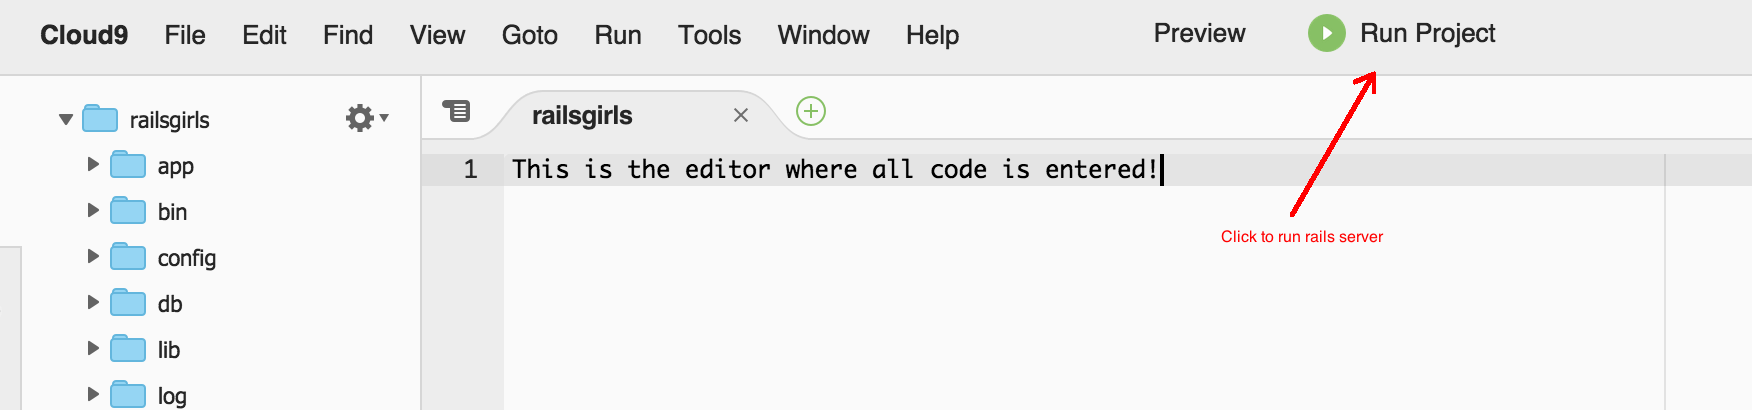 Cloud9 File Edit Find View Goto Run Tools Window Help Preview Run Project
railsgirls
railsgirls
1 This is the editor where all code is entered!
app
bin
Click to run rails server
config
db
lib
log